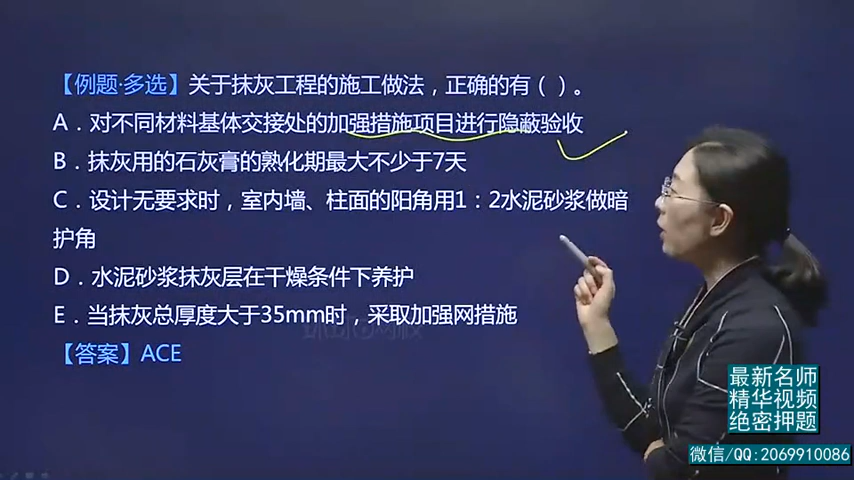 【例题·多选】关于抹灰工程的施工做法，正确的有（ ）。
A．对不同材料基体交接处的加强措施项目进行隐蔽验收
B．抹灰用的石灰膏的熟化期最大不少于7天
C．设计无要求时，室内墙、柱面的阳角用1：2水泥砂浆做暗
护角
D．水泥砂浆抹灰层在干燥条件下养护
E．当抹灰总厚度大于35mm时，采取加强网措施
【答案】ACE
最新名师
精华视频
绝密押题
微信/QQ:2069910086